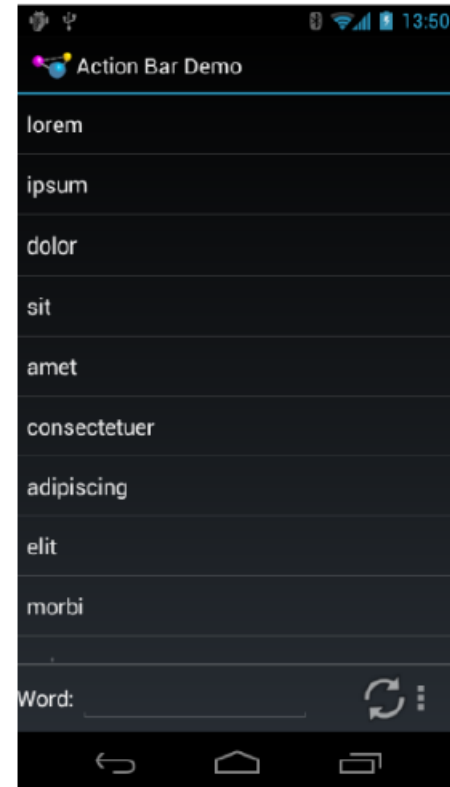 13:50
Action Bar Demo
lorem
ipsum
dolor
sit
amet
consectetuer
adipiscing
elit
morbi
Word: